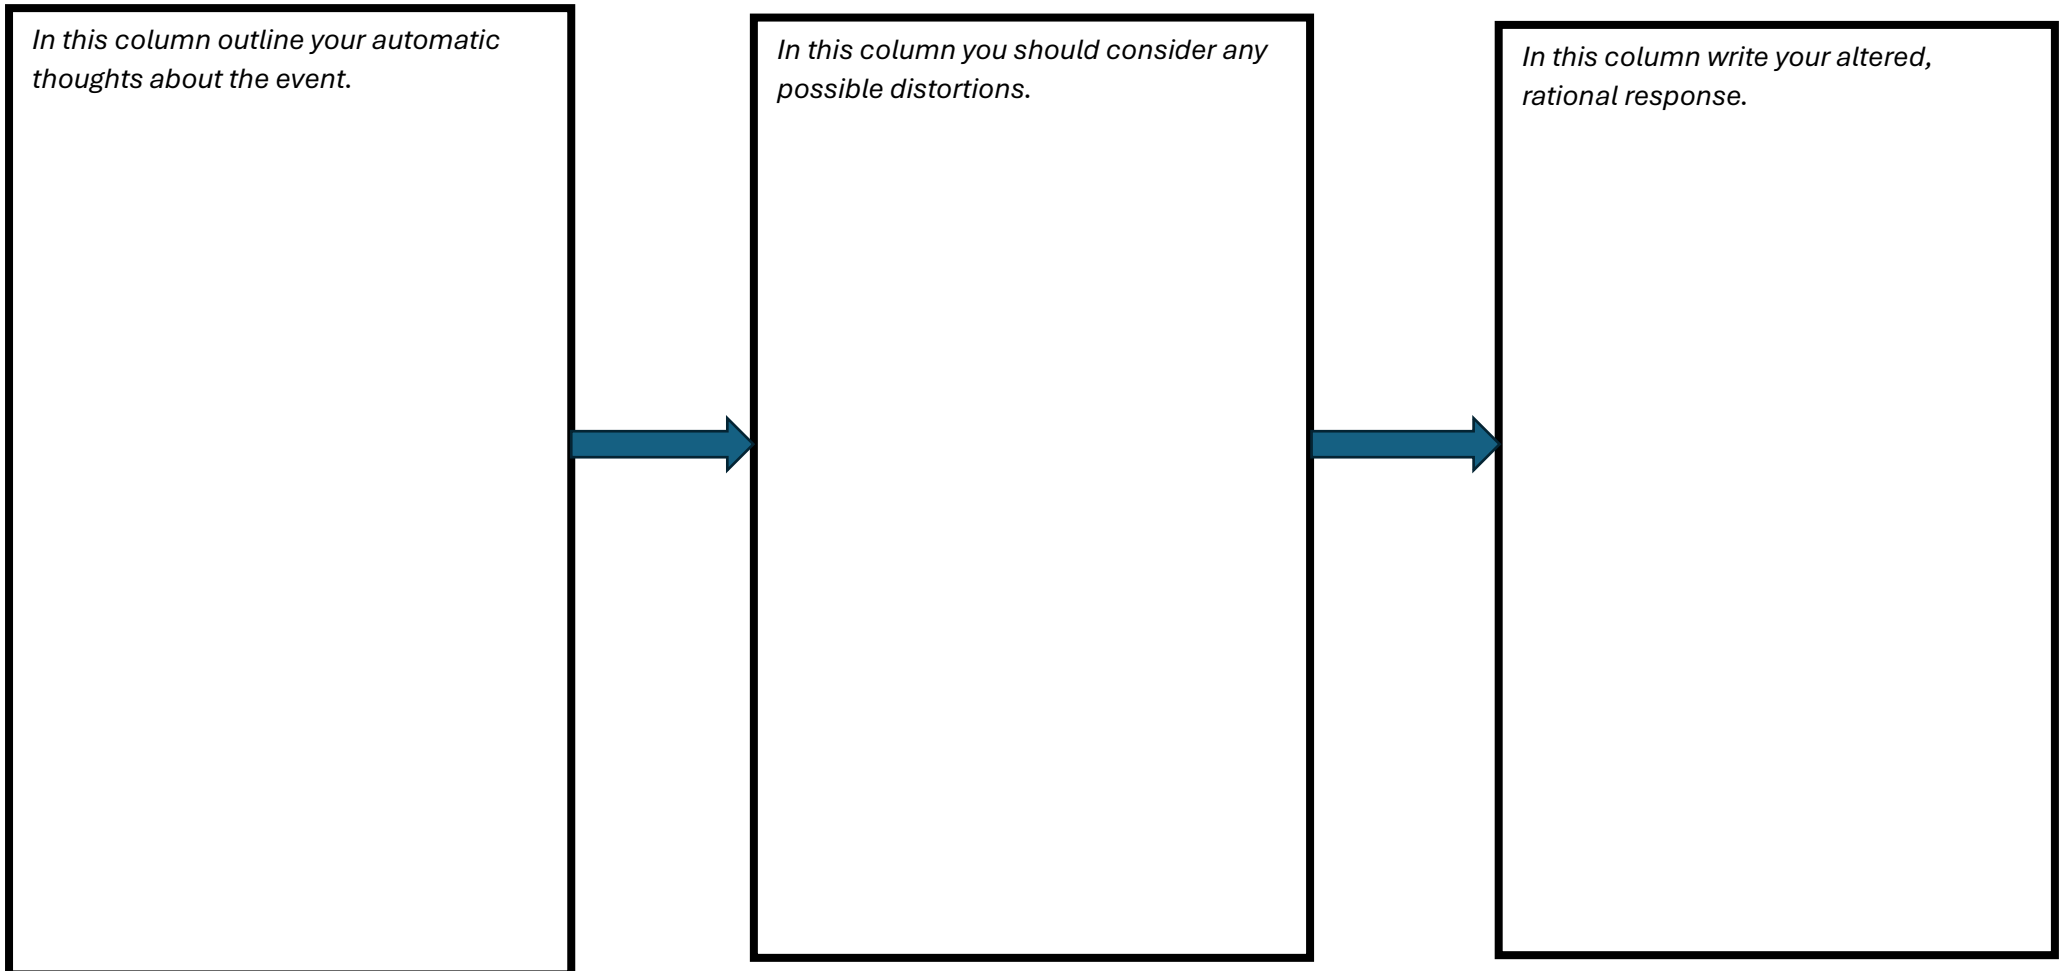 In this column outline your automatic
thoughts about the event.
In this column you should consider any
possible distortions.
In this column write your altered,
rational response.